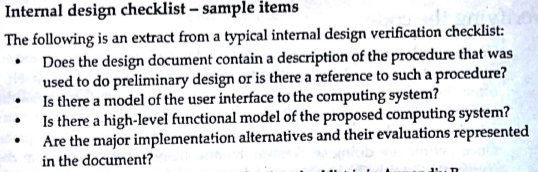 Internal design checklist – sample items
The following is an extract from a typical internal design verification checklist:
• Does the design document contain a description of the procedure that was
used to do preliminary design or is there a reference to such a procedure?
• Is there a model of the user interface to the computing system?
• Is there a high-level functional model of the proposed computing system?
• Are the major implementation alternatives and their evaluations represented
in the document?